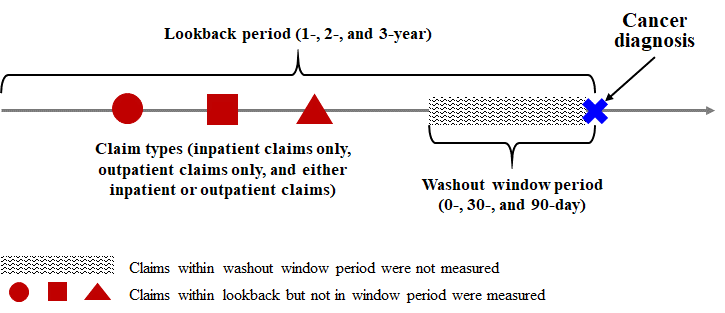 Lookback period (1-, 2-, and 3-year)
Cancer
diagnosis
Claim types (inpatient claims only,
outpatient claims only, and either
inpatient or outpatient claims)
Washout window period
(0-, 30-, and 90-day)
Claims within washout window period were not measured
Claims within lookback but not in window period were measured